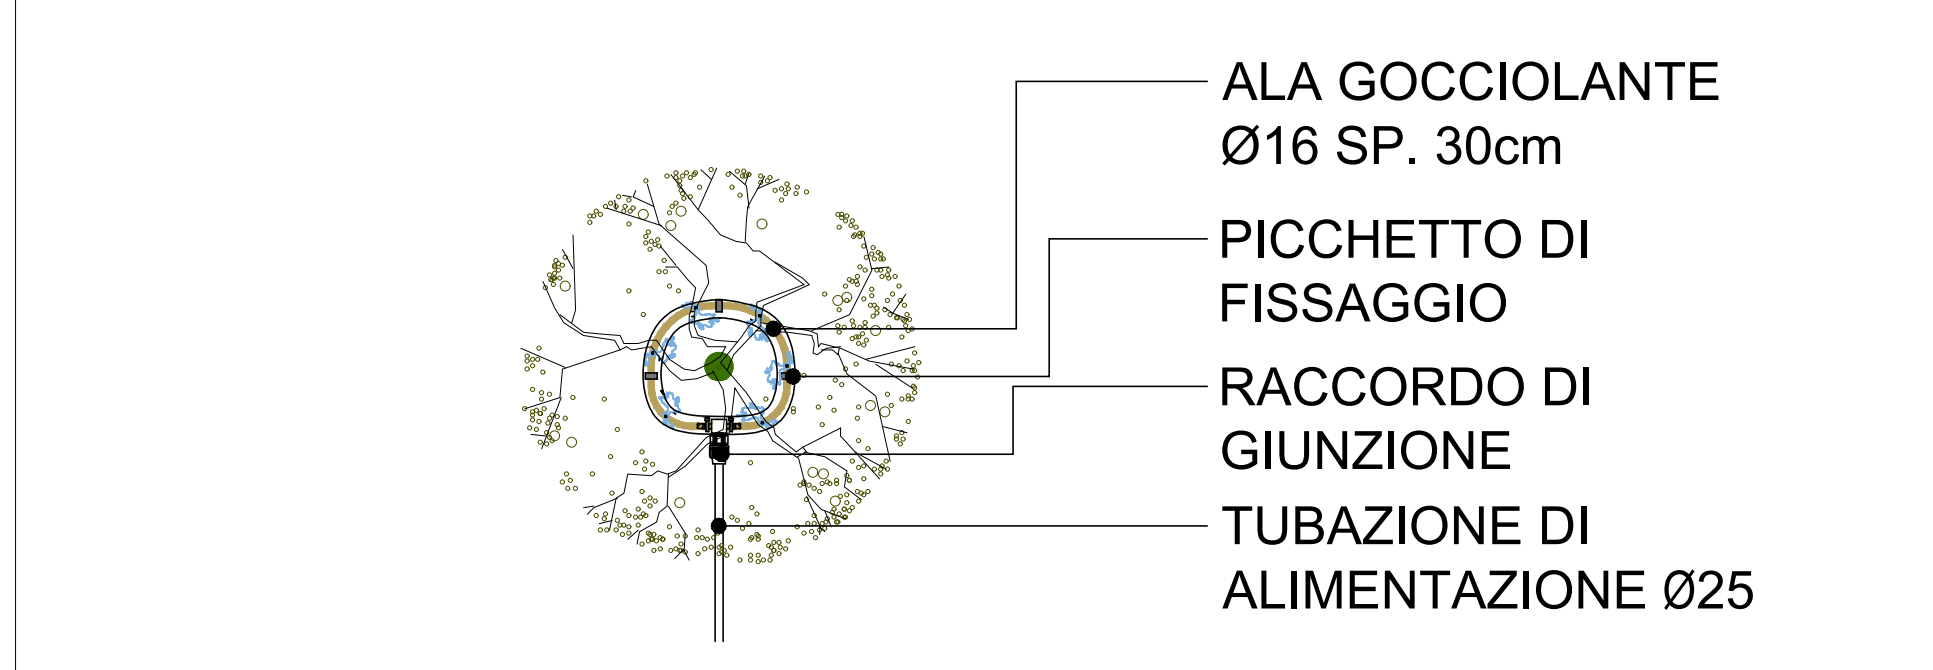 ALA GOCCIOLANTE
Ø16 SP. 30cm
PICCHETTO DI
FISSAGGIO
RACCORDO DI
GIUNZIONE
TUBAZIONE DI
ALIMENTAZIONE Ø25